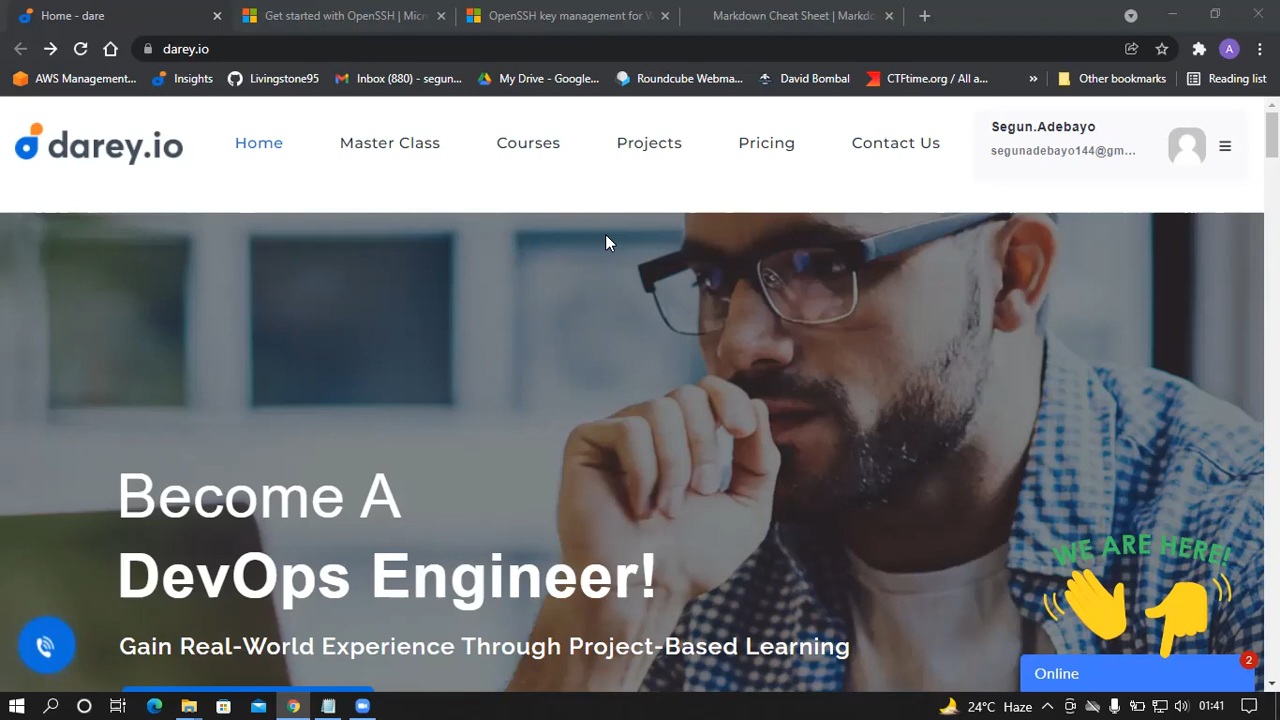 Home - dare
Get started with OpenSSH | Micr
OpenSSH key management for W
Markdown Cheat Sheet | Markdo
darey.io
A
AWS Management...
Insights
Livingstone95
Inbox (880) - segun...
My Drive - Google...
Roundcube Webma...
David Bombal
CTFtime.org / All a...
»
Other bookmarks
Reading list
darey.io
Home
Master Class
Courses
Projects
Pricing
Contact Us
Segun.Adebayo
segunadebayo144@gm...
Become A
DevOps Engineer!
Gain Real-World Experience Through Project-Based Learning
WE ARE HERE!
Online
2
24°C Haze
01:41